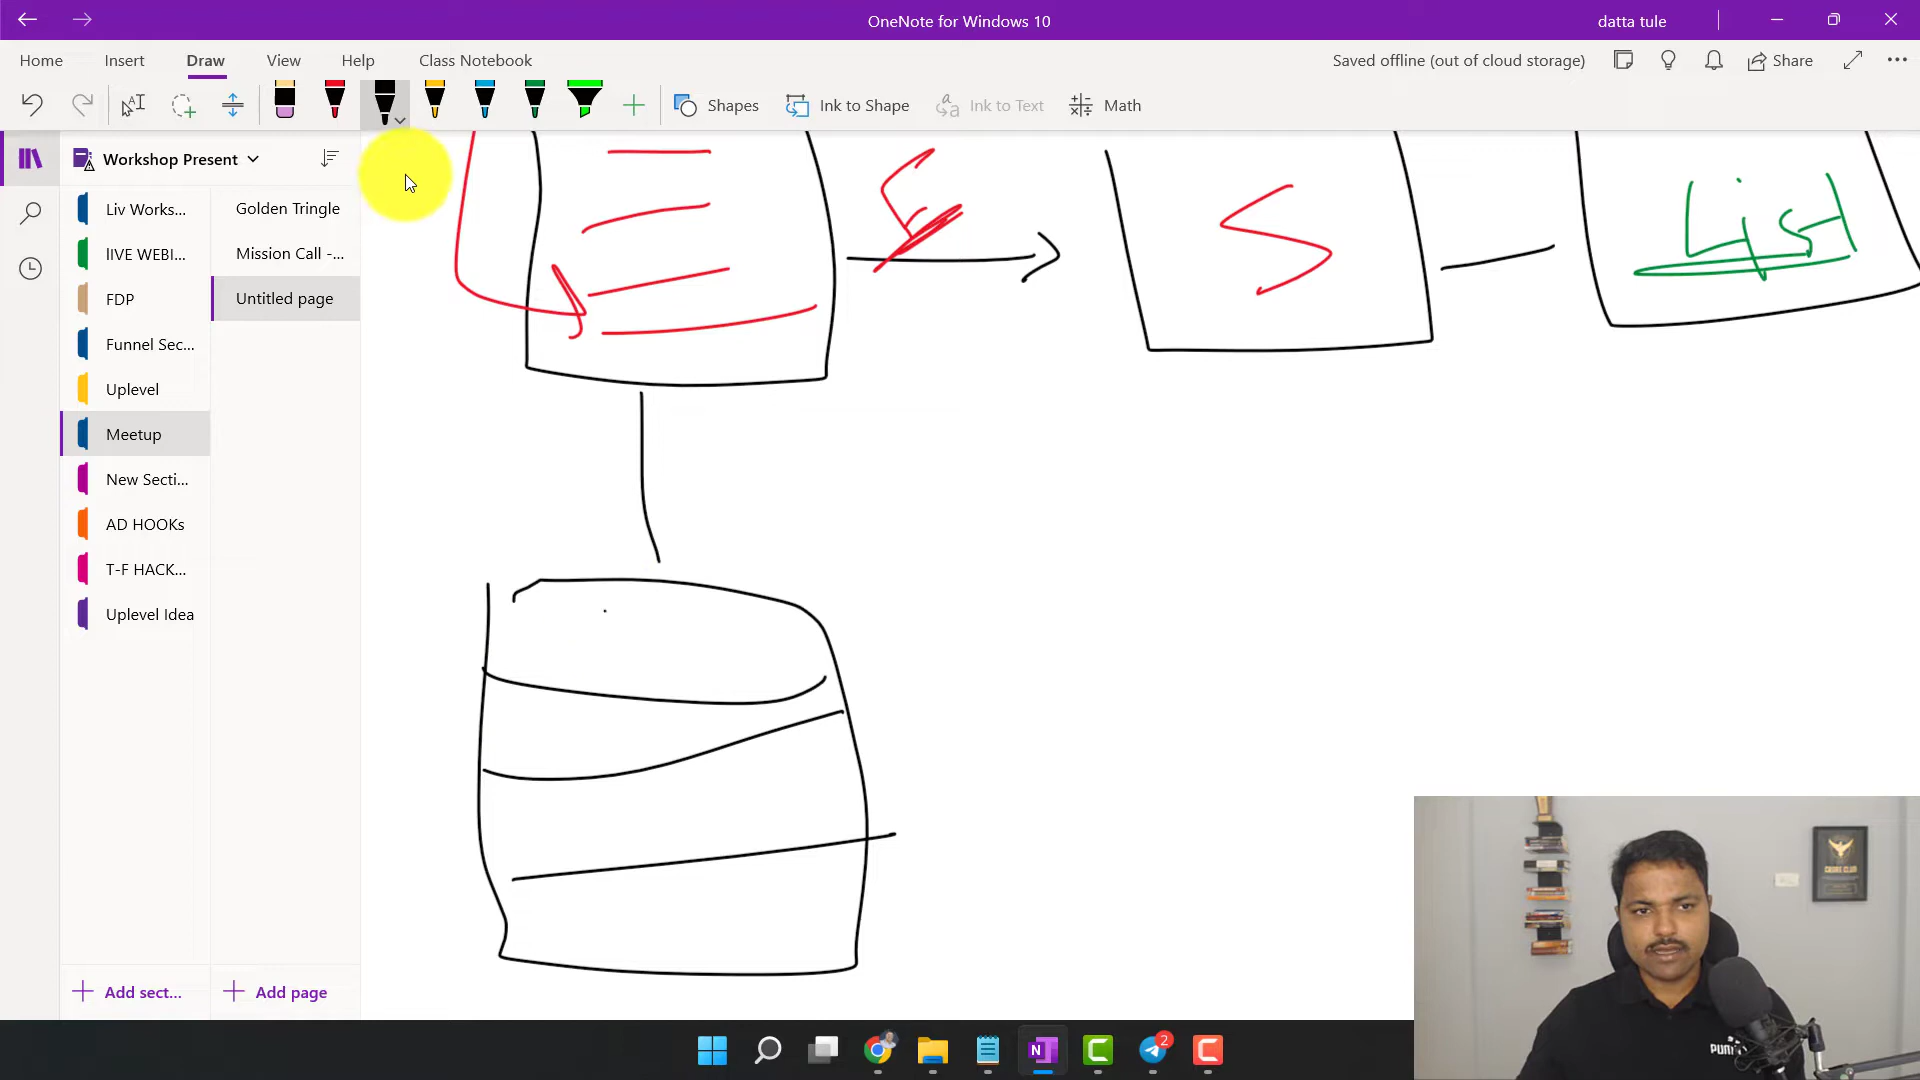 OneNote for Windows 10
datta tule
Home
Insert
Draw
View
Help
Class Notebook
Saved offline (out of cloud storage)
Share
Shapes
Ink to Shape
Ink to Text
Math
Workshop Present
Liv Works...
lIVE WEBI...
FDP
Funnel Sec...
Uplevel
Meetup
New Secti...
AD HOOKs
T-F HACK...
Uplevel Idea
Golden Tringle
Mission Call -...
Untitled page
S
List
Add sect...
Add page
2